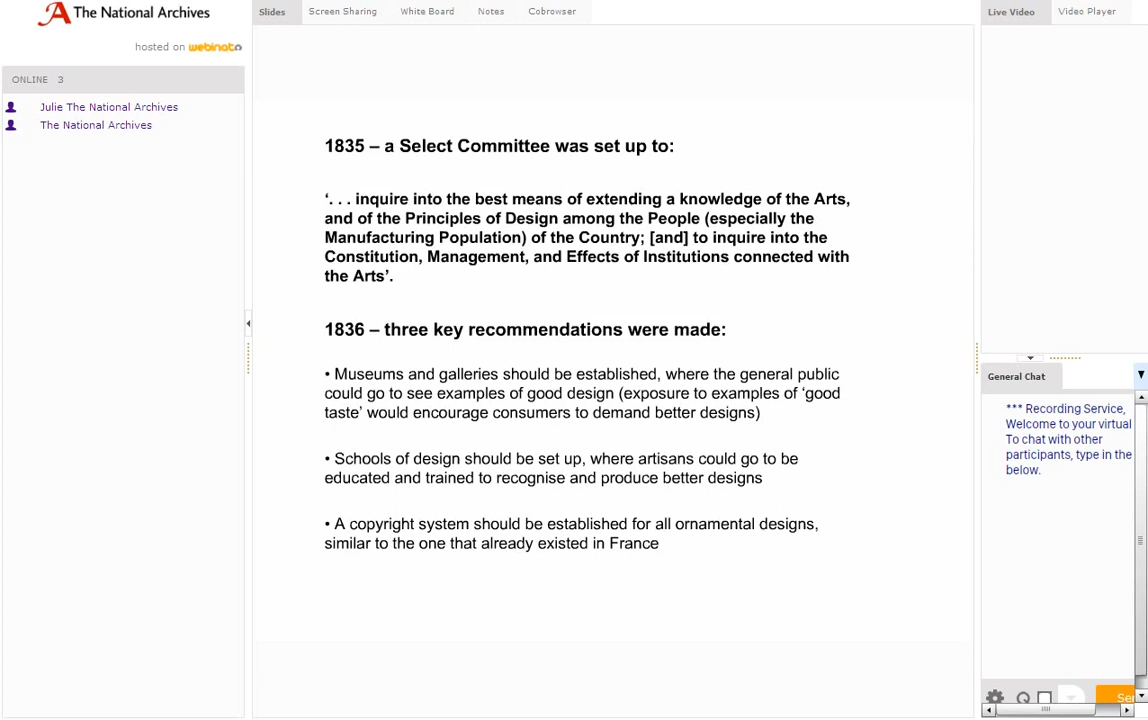 The National Archives
hosted on webinato
ONLINE 3
Julie The National Archives
The National Archives
Slides
Screen Sharing
White Board
Notes
Cobrowser
1835 – a Select Committee was set up to:
‘. . . inquire into the best means of extending a knowledge of the Arts,
and of the Principles of Design among the People (especially the
Manufacturing Population) of the Country; [and] to inquire into the
Constitution, Management, and Effects of Institutions connected with
the Arts’.
1836 – three key recommendations were made:
• Museums and galleries should be established, where the general public
could go to see examples of good design (exposure to examples of ‘good
taste’ would encourage consumers to demand better designs)
• Schools of design should be set up, where artisans could go to be
educated and trained to recognise and produce better designs
• A copyright system should be established for all ornamental designs,
similar to the one that already existed in France
Live Video
Video Player
General Chat
*** Recording Service,
Welcome to your virtual
To chat with other
participants, type in the
below.